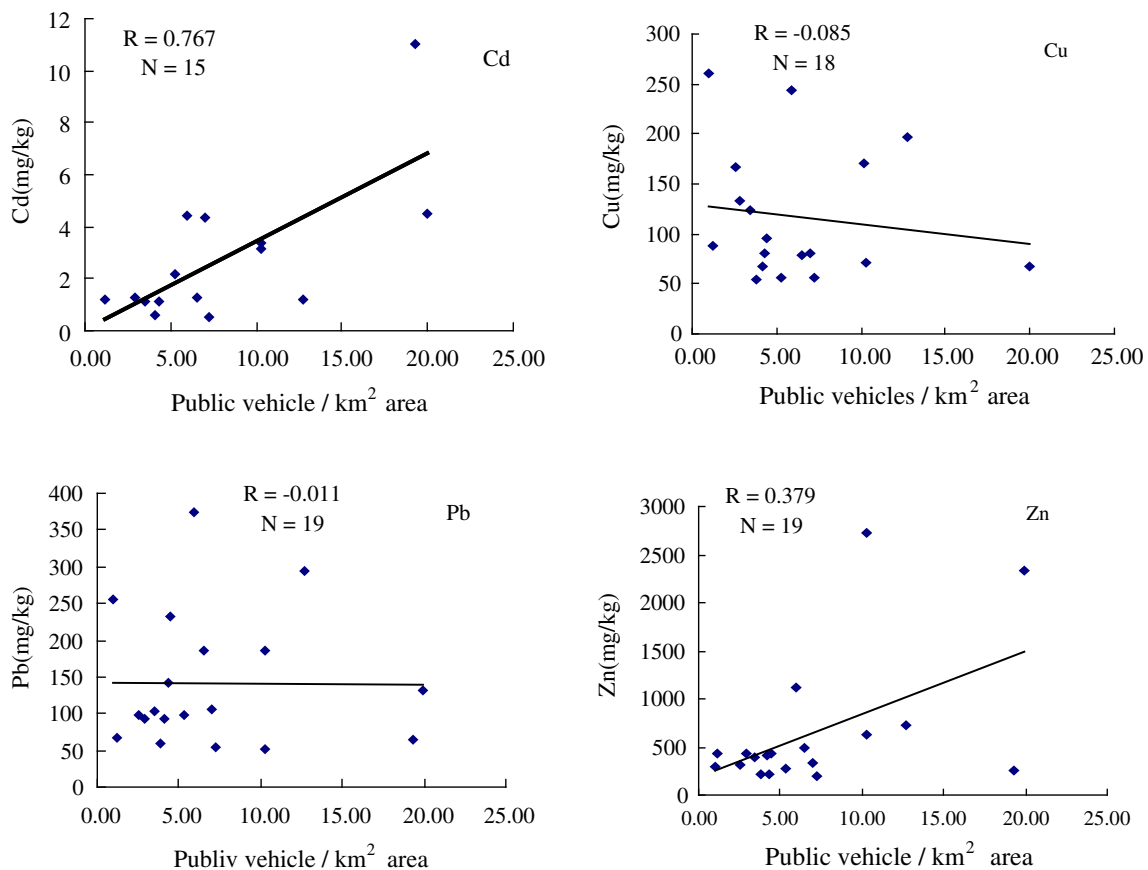 R = 0.767
N = 15
Cd
Cd(mg/kg)
12
10
8
6
4
2
0
0.00 5.00 10.00 15.00 20.00 25.00
Public vehicle / km² area
R = -0.085
N = 18
Cu
Cu(mg/kg)
300
250
200
150
100
50
0
0.00 5.00 10.00 15.00 20.00 25.00
Public vehicles / km² area
R = -0.011
N = 19
Pb
Pb(mg/kg)
400
350
300
250
200
150
100
50
0
0.00 5.00 10.00 15.00 20.00 25.00
Publiv vehicle / km² area
R = 0.379
N = 19
Zn
Zn(mg/kg)
3000
2500
2000
1500
1000
500
0
0.00 5.00 10.00 15.00 20.00 25.00
Public vehicle / km² area